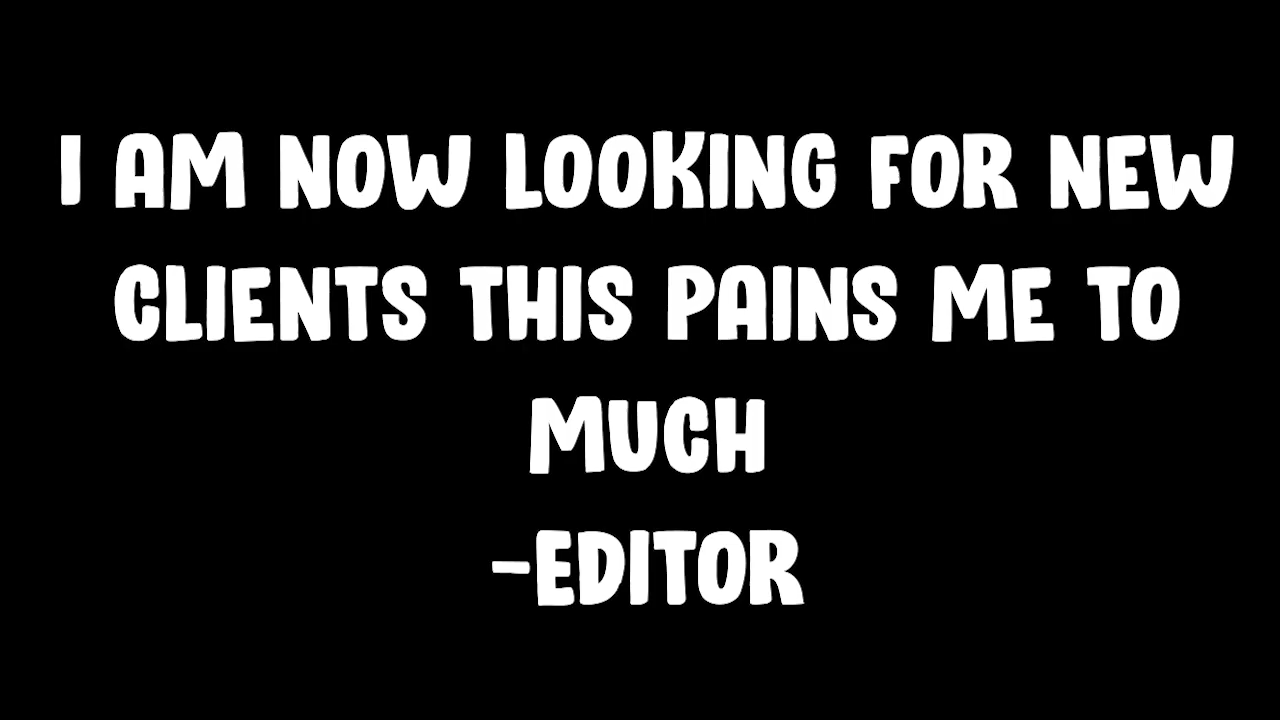 I AM NOW LOOKING FOR NEW
CLIENTS THIS PAINS ME TO
MUCH
-EDITOR